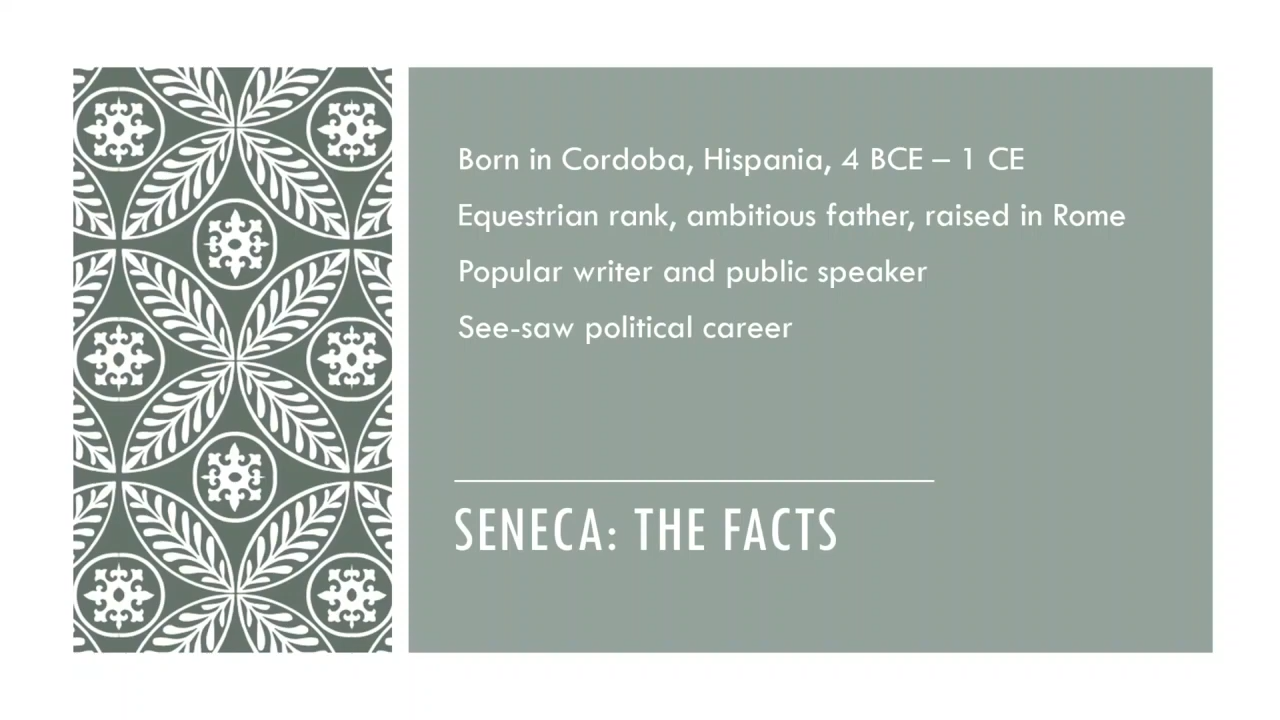 Born in Cordoba, Hispania, 4 BCE – 1 CE
Equestrian rank, ambitious father, raised in Rome
Popular writer and public speaker
See-saw political career
SENECA: THE FACTS